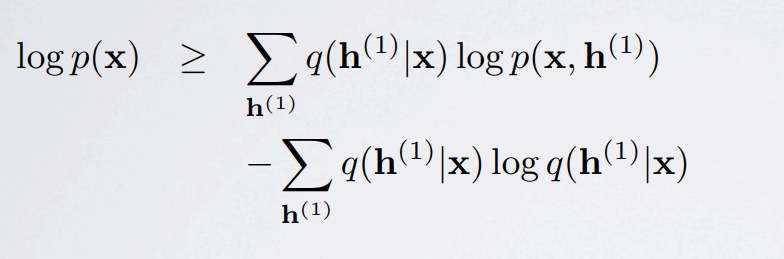 log p(x) ≥ ∑_{h^{(1)}} q(h^{(1)}|x) log p(x, h^{(1)})
− ∑_{h^{(1)}} q(h^{(1)}|x) log q(h^{(1)}|x)